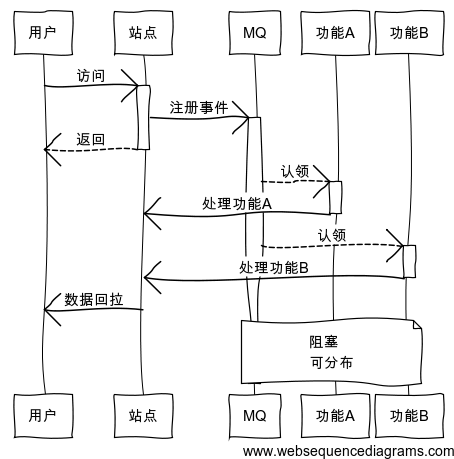 用户
站点
MQ
功能A
功能B
访问
注册事件
返回
认领
处理功能A
认领
处理功能B
数据回拉
阻塞
可分布
用户
站点
MQ
功能A
功能B
www.websequencediagrams.com